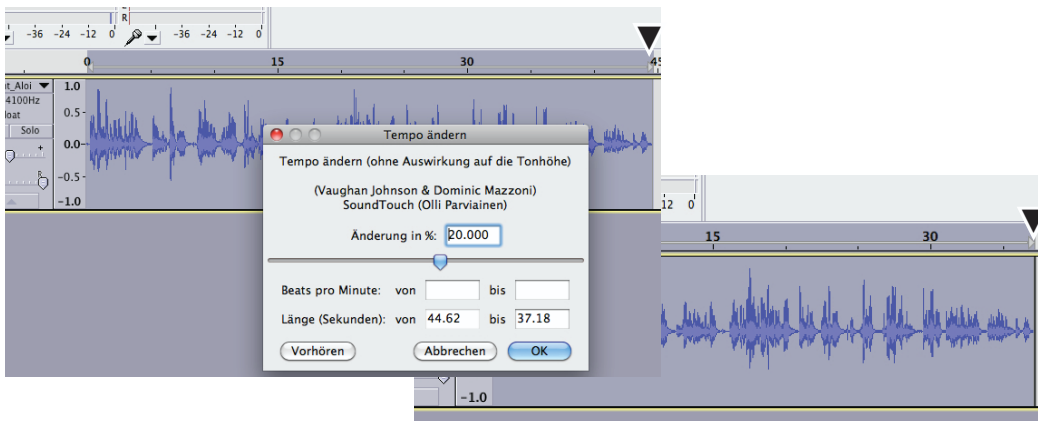 R
-36 -24 -12 0 -36 -24 -12 0
0 15 30 45
1.0
4100Hz
0.5
Solo
0.0
+
R
-0.5
-1.0
Tempo ändern
Tempo ändern (ohne Auswirkung auf die Tonhöhe)
(Vaughan Johnson & Dominic Mazzoni)
SoundTouch (Olli Parviainen)
Änderung in %: 20.000
Beats pro Minute: von bis
Länge (Sekunden): von 44.62 bis 37.18
Vorhören Abbrechen OK
12 0
15 30
-1.0